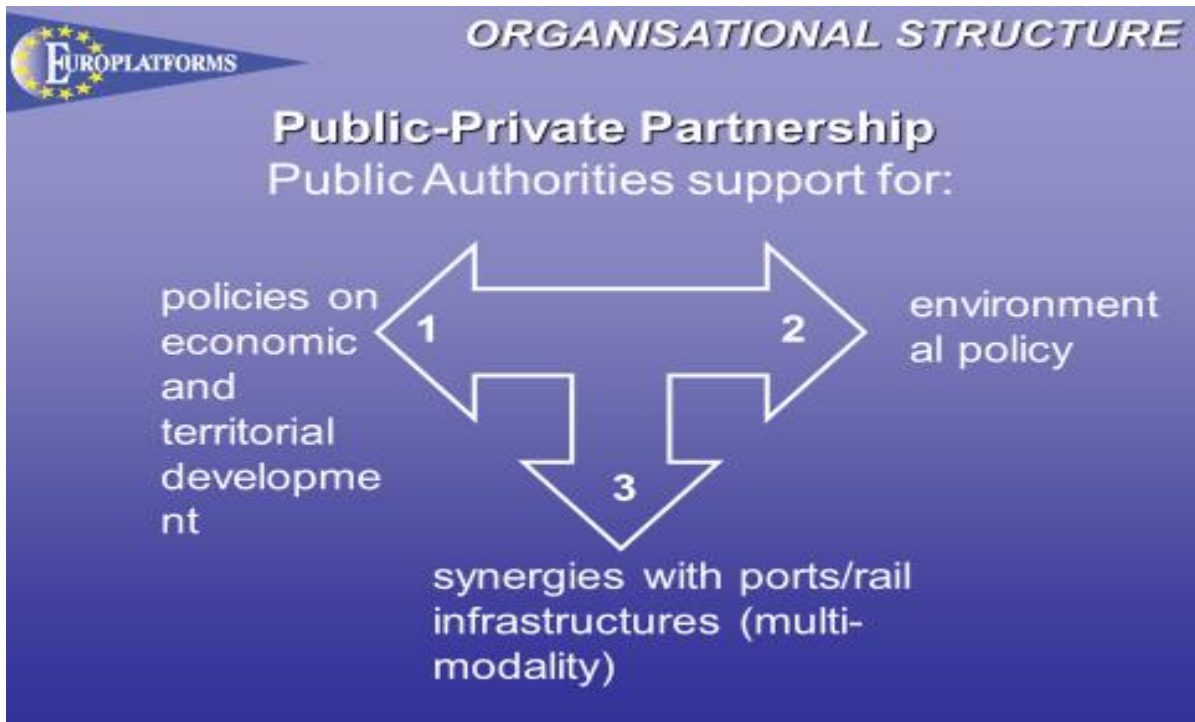 EUROPLATFORMS
ORGANISATIONAL STRUCTURE
Public-Private Partnership
Public Authorities support for:
policies on
economic
and
territorial
developme
nt
1
2
environment
al policy
3
synergies with ports/rail
infrastructures (multi-
modality)